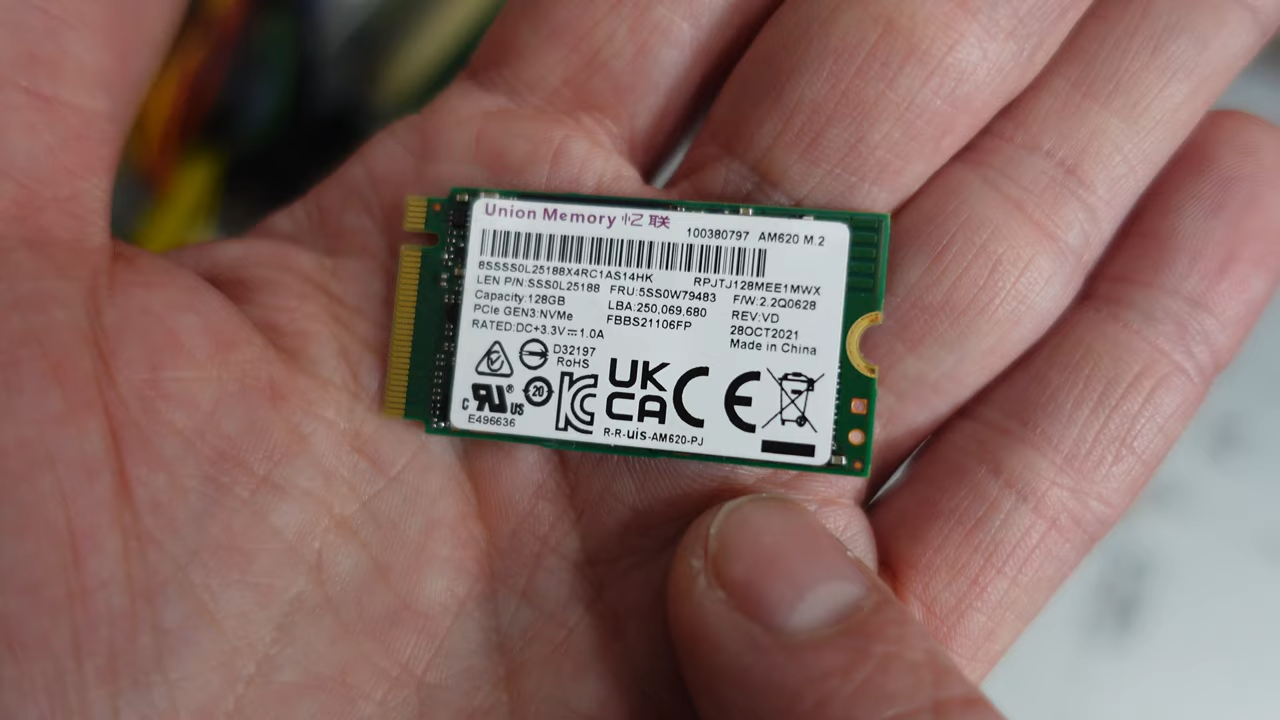 Union Memory 忆联
100380797 AM620 M.2
8SSSS0L25188X4RC1AS14HK RPJTJ128MEE1MWX
LEN P/N:SSS0L25188 FRU:5SS0W79483 F/W:2.2Q0628
Capacity:128GB LBA:250,069,680 REV:VD
PCIe GEN3:NVMe FBBS21106FP 28OCT2021
RATED:DC+3.3V⎓1.0A Made in China
D32197
RoHS
20
UK
CA
CE
C RU ® US
KC
E496636
R-R-uis-AM620-PJ